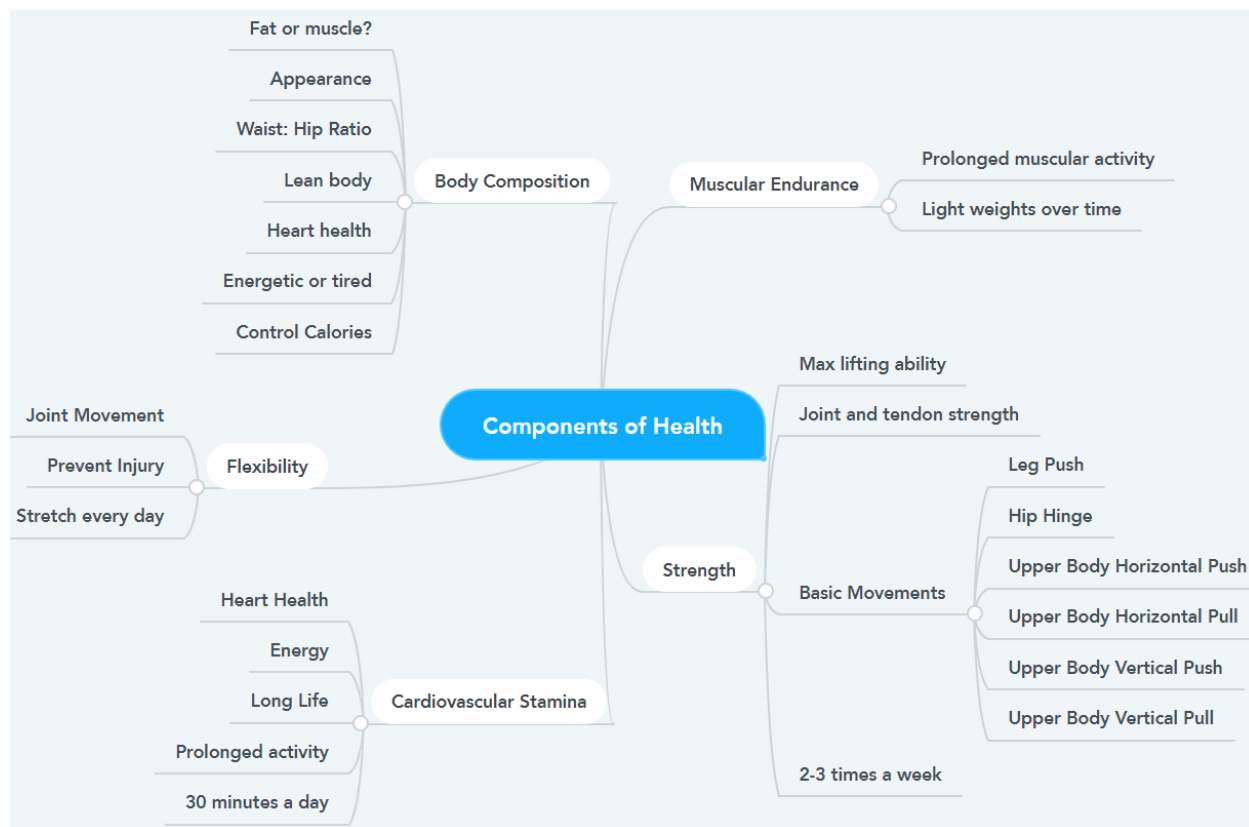 Components of Health
Body Composition
Fat or muscle?
Appearance
Waist: Hip Ratio
Lean body
Heart health
Energetic or tired
Control Calories
Flexibility
Joint Movement
Prevent Injury
Stretch every day
Cardiovascular Stamina
Heart Health
Energy
Long Life
Prolonged activity
30 minutes a day
Muscular Endurance
Prolonged muscular activity
Light weights over time
Strength
Max lifting ability
Joint and tendon strength
Basic Movements
Leg Push
Hip Hinge
Upper Body Horizontal Push
Upper Body Horizontal Pull
Upper Body Vertical Push
Upper Body Vertical Pull
2-3 times a week